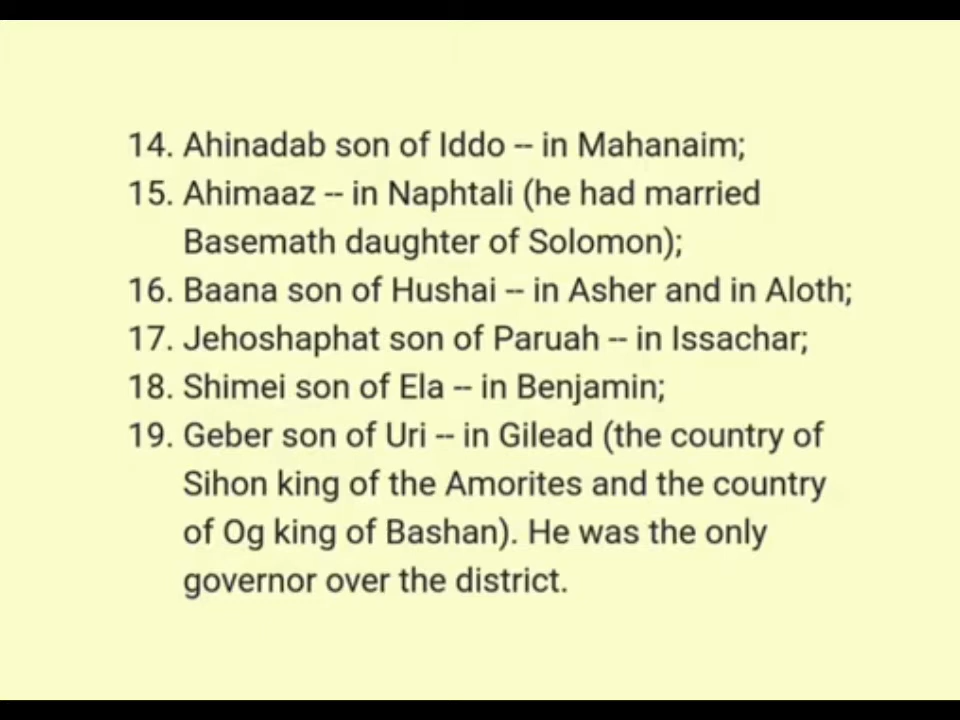 14. Ahinadab son of Iddo -- in Mahanaim;
15. Ahimaaz -- in Naphtali (he had married
Basemath daughter of Solomon);
16. Baana son of Hushai -- in Asher and in Aloth;
17. Jehoshaphat son of Paruah -- in Issachar;
18. Shimei son of Ela -- in Benjamin;
19. Geber son of Uri -- in Gilead (the country of
Sihon king of the Amorites and the country
of Og king of Bashan). He was the only
governor over the district.